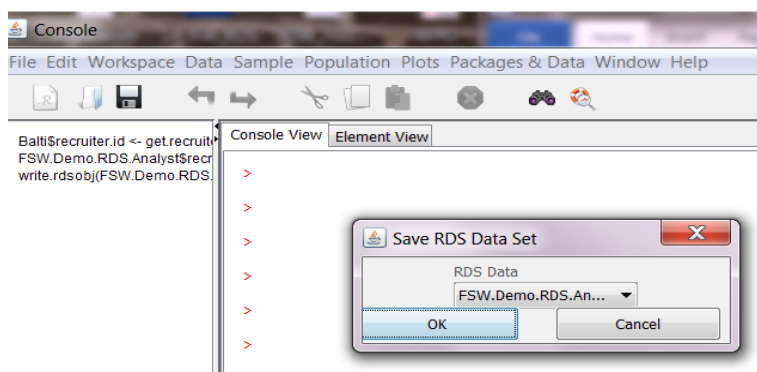 Console
File Edit Workspace Data Sample Population Plots Packages & Data Window Help
Console View Element View
Balti$recruiter.id <- get.recruit
FSW.Demo.RDS.Analyst$recr
write.rdsobj(FSW.Demo.RDS.
>
>
>
>
>
>
Save RDS Data Set
RDS Data
FSW.Demo.RDS.An...
OK Cancel